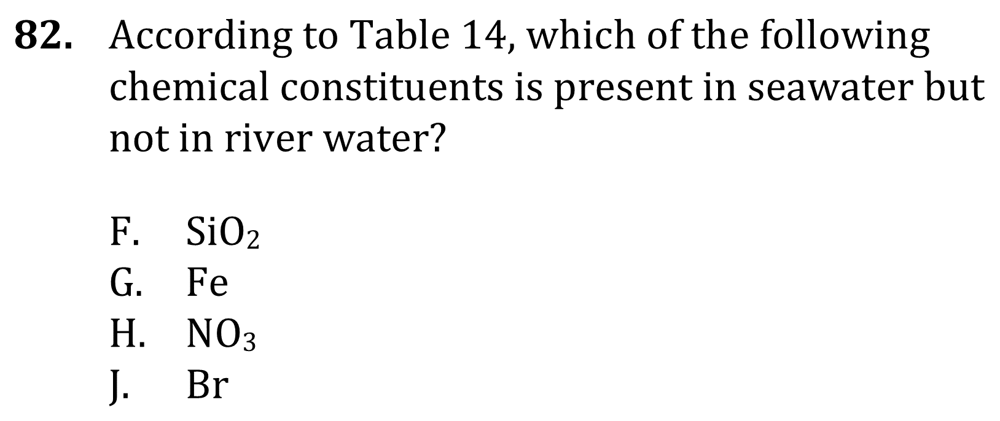 82. According to Table 14, which of the following
chemical constituents is present in seawater but
not in river water?
F. SiO₂
G. Fe
H. NO₃
J. Br